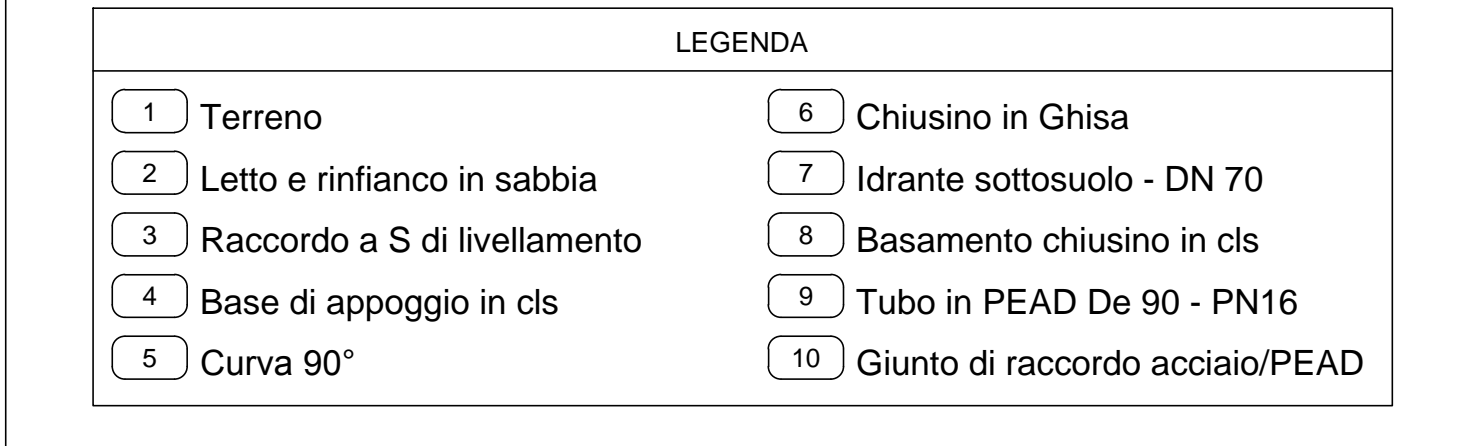 LEGENDA
1 Terreno
2 Letto e rinfianco in sabbia
3 Raccordo a S di livellamento
4 Base di appoggio in cls
5 Curva 90°
6 Chiusino in Ghisa
7 Idrante sottosuolo - DN 70
8 Basamento chiusino in cls
9 Tubo in PEAD De 90 - PN16
10 Giunto di raccordo acciaio/PEAD